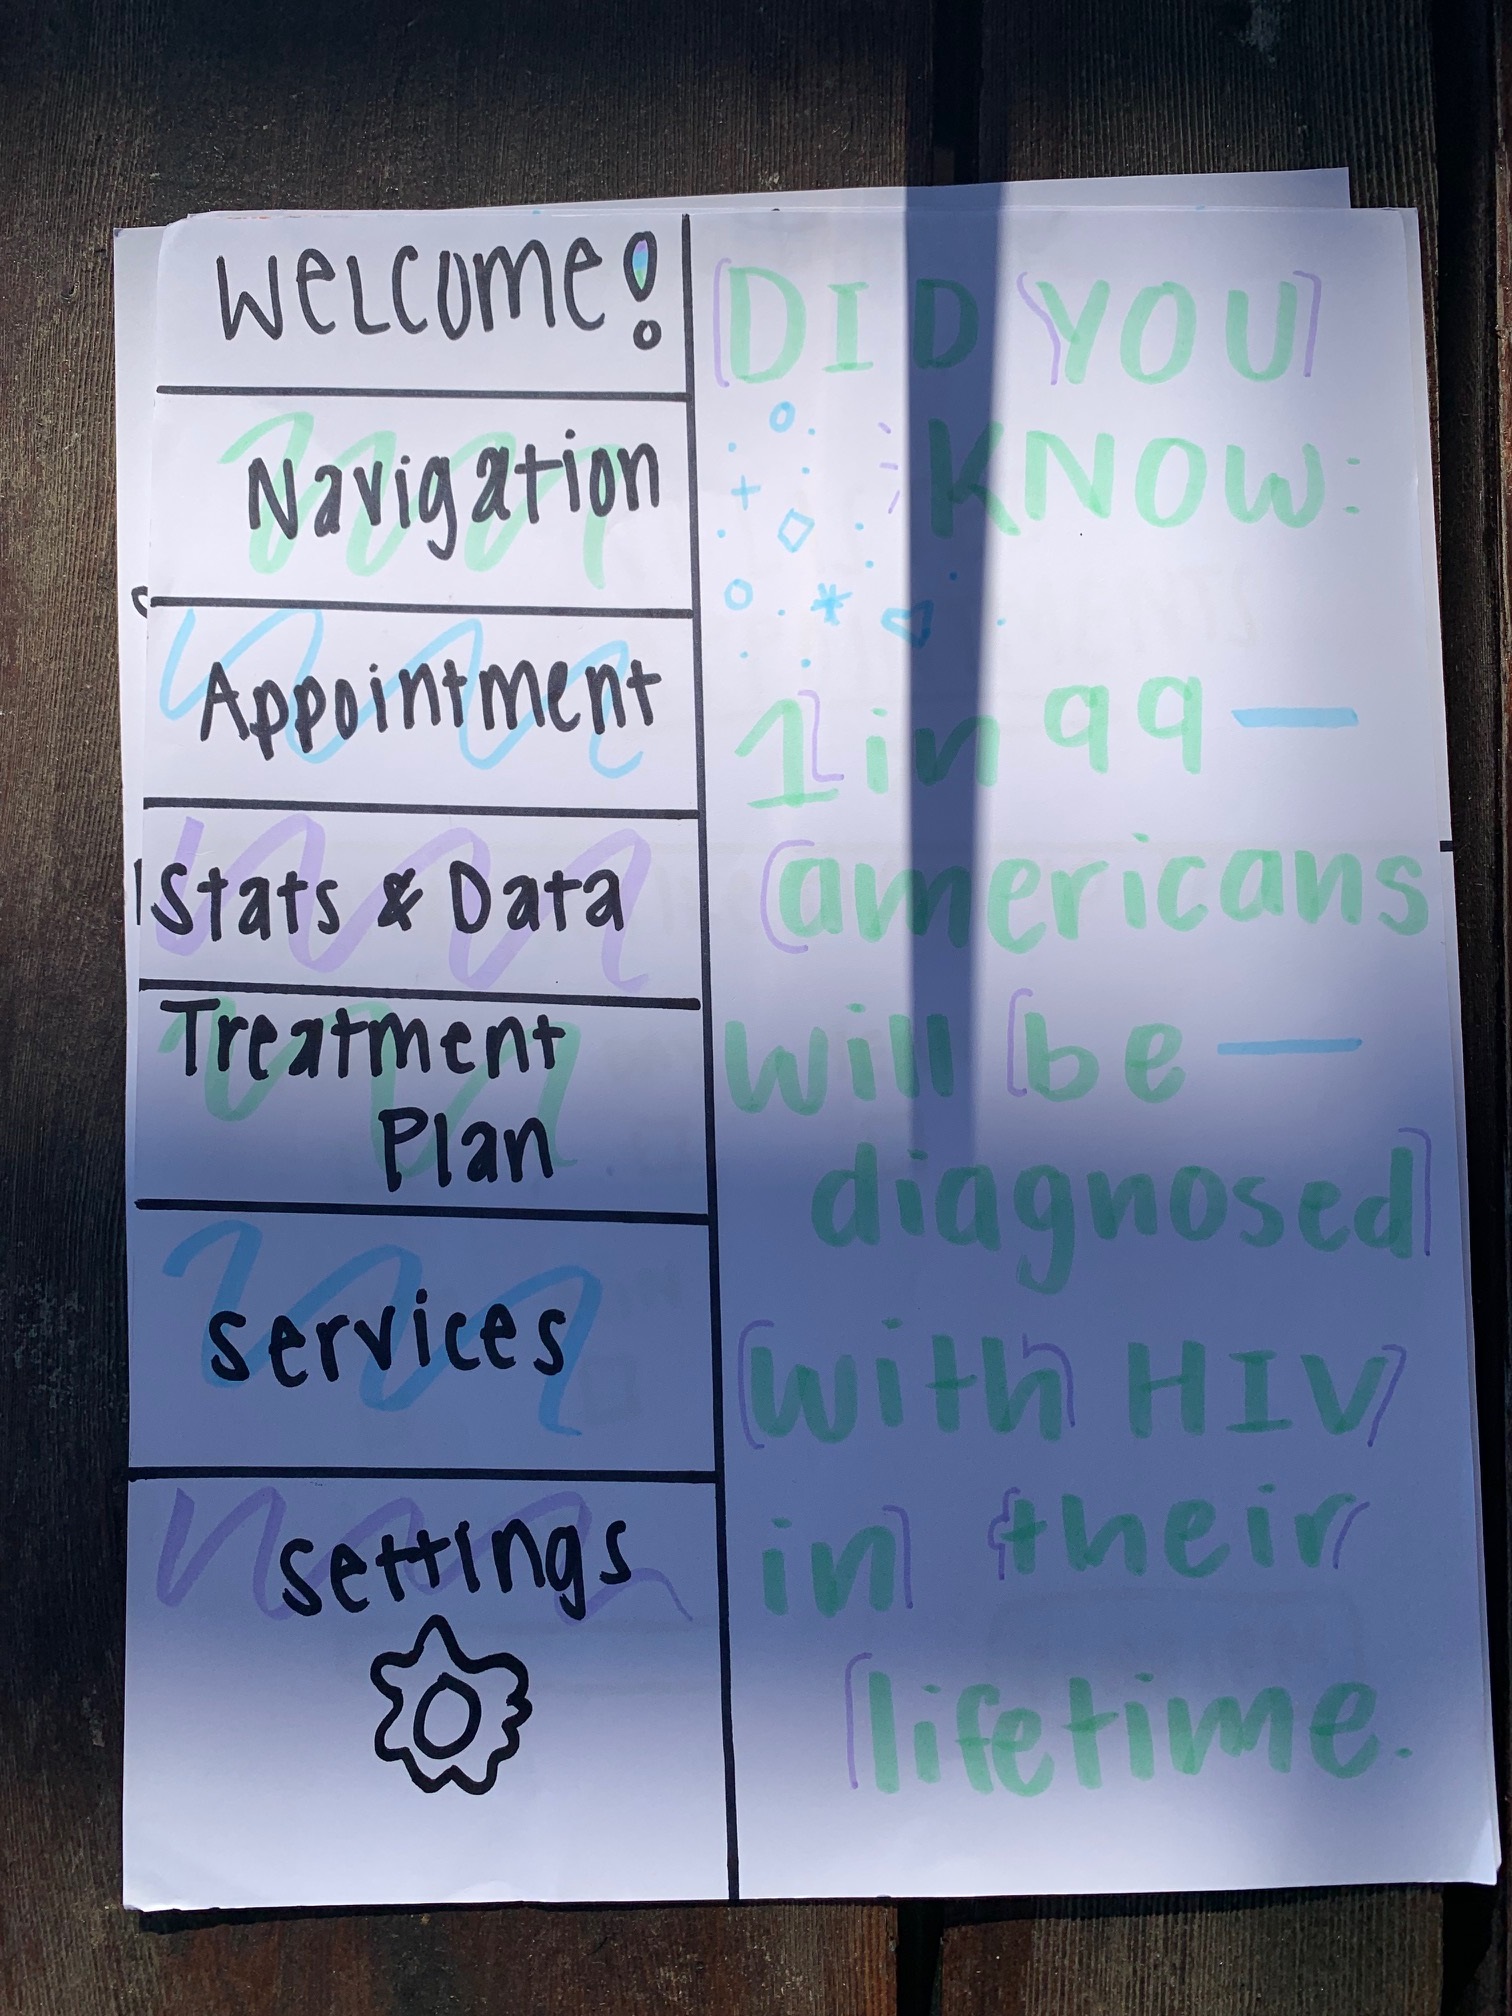 Welcome!
Navigation
Appointment
Stats & Data
Treatment
Plan
services
settings
DID YOU
KNOW:
1 in 99 —
americans
will be —
diagnosed
with HIV
in their
lifetime.